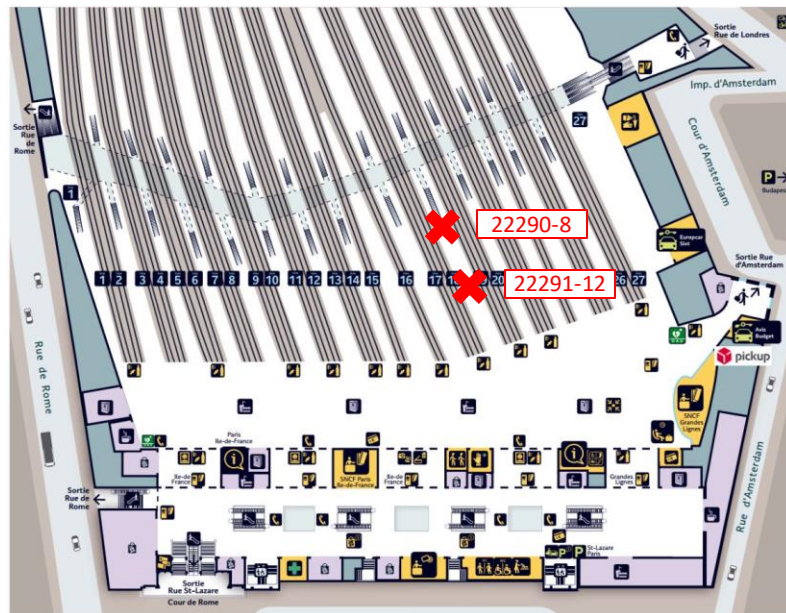 Sortie
Rue de Londres
Imp. d'Amsterdam
27
Cour d'Amsterdam
Sortie
Rue
de
Rome
P
Budapest
1
22290-8
Europcar
Sixt
Sortie Rue
d'Amsterdam
1 2 3 4 5 6 7 8 9 10 11 12 13 14 15 16 17 20 26 27
22291-12
Avis
Budget
pickup
Rue de Rome
SNCF
Grandes
Lignes
Paris
Ile-de-France
Ile-de-
France
SNCF Paris
Ile-de-France
Ile-de-
France
Grandes
Lignes
Rue d'Amsterdam
Sortie
Rue de
Rome
St-Lazare
Paris
P P
Sortie
Rue St-Lazare
Cour de Rome